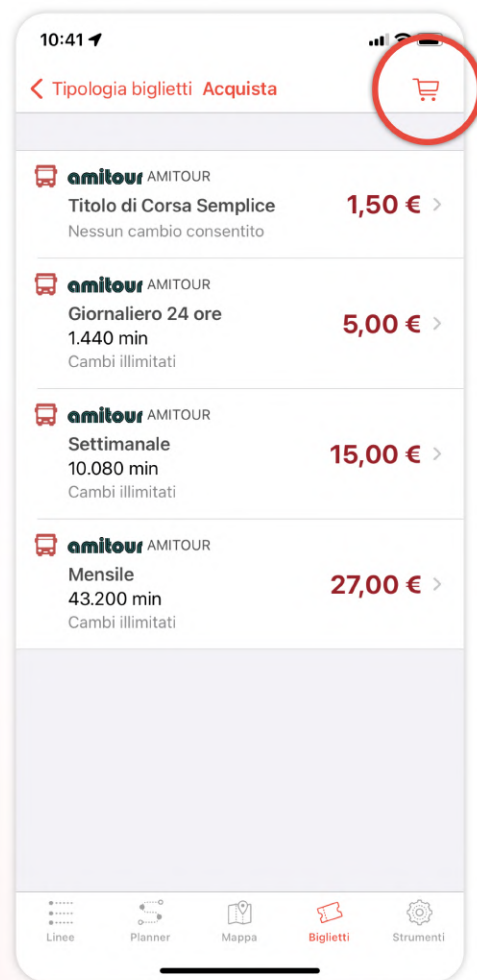 10:41
Tipologia biglietti Acquista
amitour AMITOUR
Titolo di Corsa Semplice
1,50 €
Nessun cambio consentito
amitour AMITOUR
Giornaliero 24 ore
1.440 min
5,00 €
Cambi illimitati
amitour AMITOUR
Settimanale
10.080 min
15,00 €
Cambi illimitati
amitour AMITOUR
Mensile
43.200 min
27,00 €
Cambi illimitati
Linee Planner Mappa Biglietti Strumenti